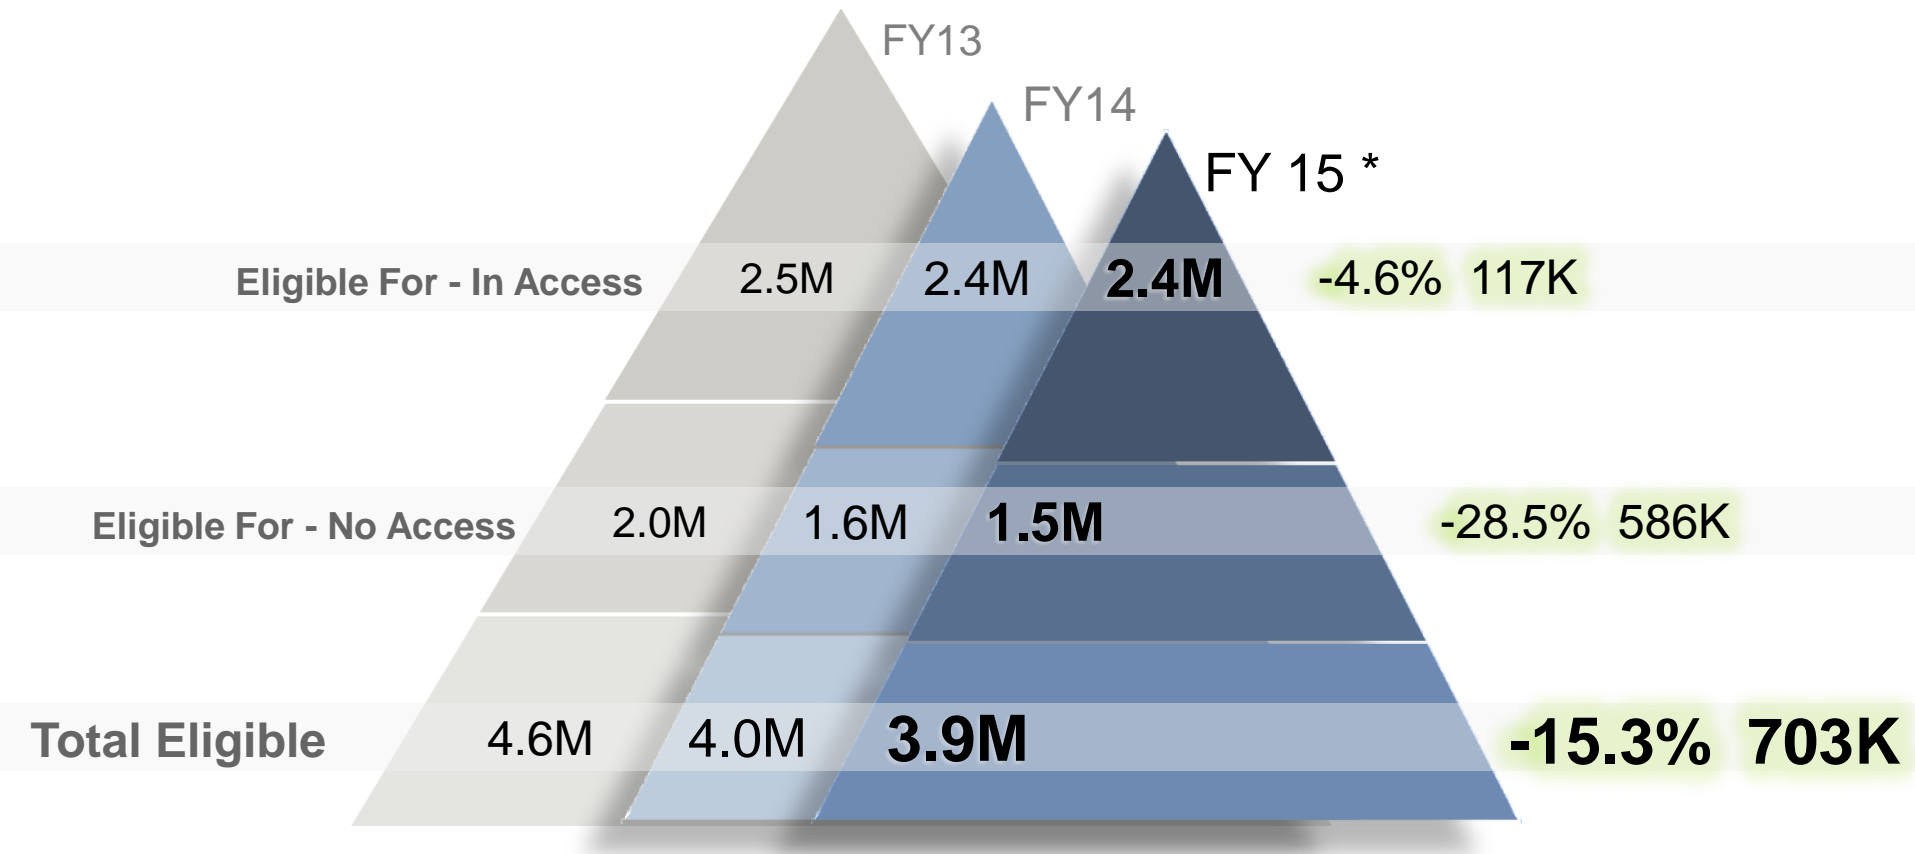 FY13
FY14
FY 15 *
Eligible For - In Access 2.5M 2.4M 2.4M -4.6% 117K
Eligible For - No Access 2.0M 1.6M 1.5M -28.5% 586K
Total Eligible 4.6M 4.0M 3.9M -15.3% 703K